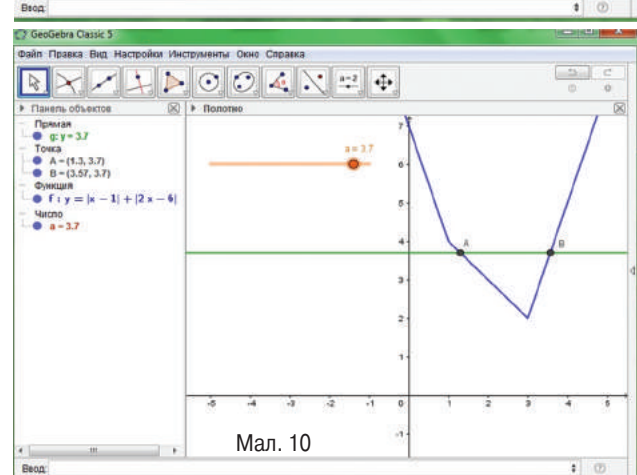 Ввод:
GeoGebra Classic 5
Файл Правка Вид Настройки Инструменты Окно Справка
a=2
Панель объектов
Полотно
Прямая
g: y = 3.7
Точка
A = (1.3, 3.7)
B = (3.57, 3.7)
Функция
f : y = |x − 1| + |2 x − 6|
Число
a = 3.7
a = 3.7
A
B
7
6
5
4
3
2
1
-5 -4 -3 -2 -1 0 1 2 3 4 5
-1
Мал. 10
Ввод: